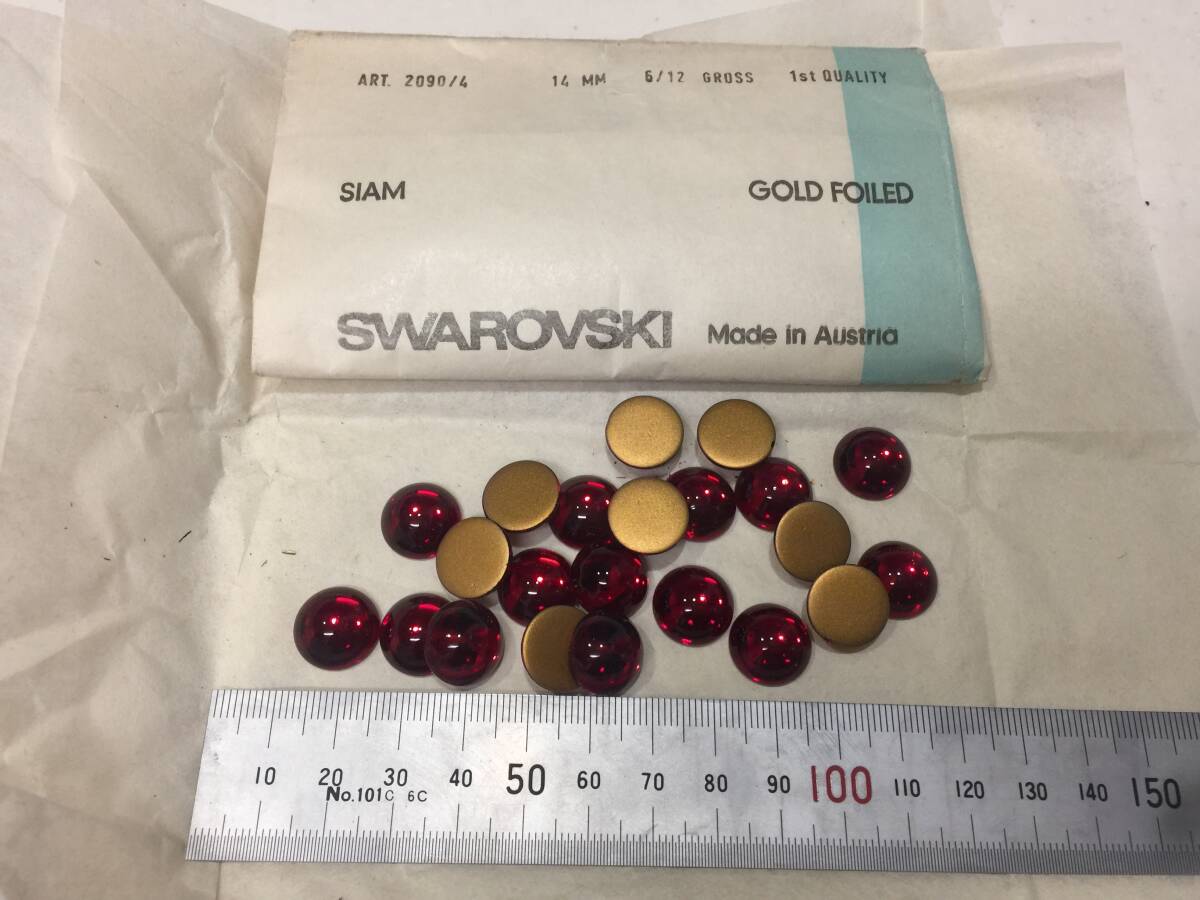 ART. 2090/4 14 MM 6/12 GROSS 1st QUALITY
SIAM GOLD FOILED
SWAROVSKI Made in Austria
10 20 30 40 50 60 70 80 90 100 110 120 130 140 150
No.101C 6C